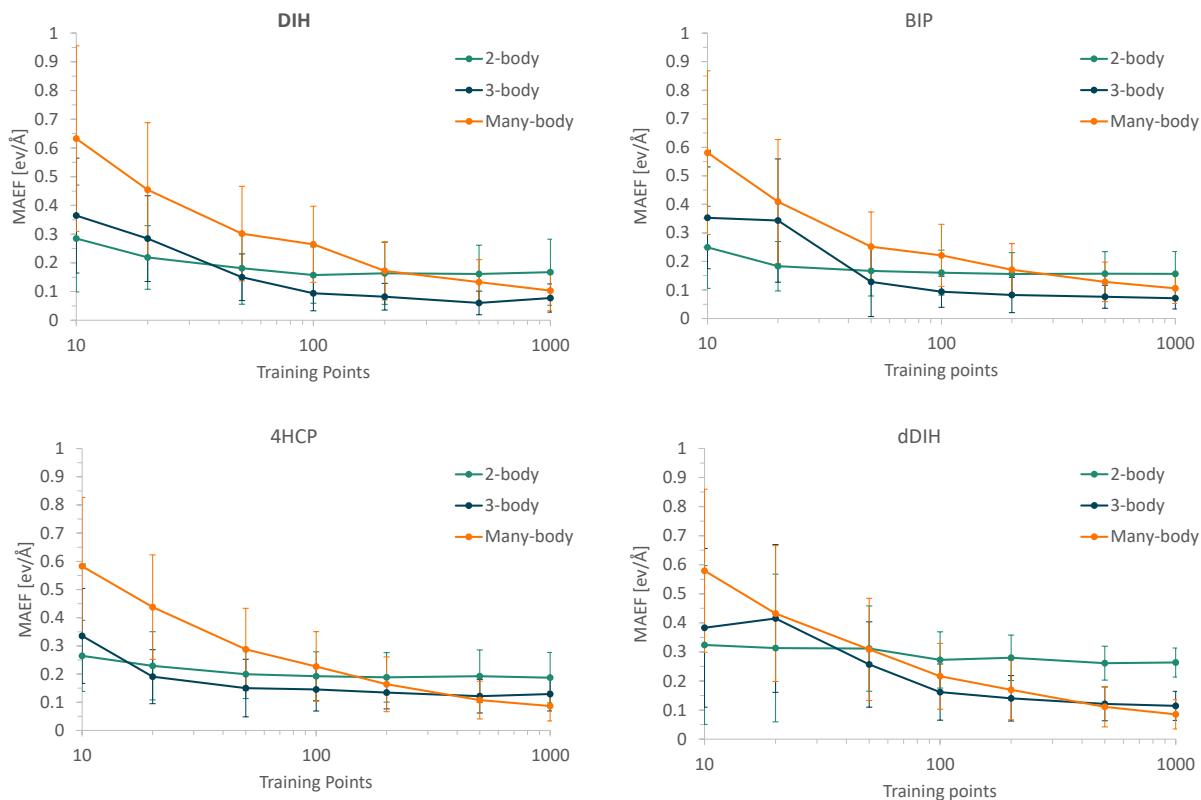 DIH
1
0.9
0.8
0.7
0.6
0.5
0.4
0.3
0.2
0.1
0
MAEF [ev/Å]
10
100
1000
Training Points
2-body
3-body
Many-body
BIP
1
0.9
0.8
0.7
0.6
0.5
0.4
0.3
0.2
0.1
0
MAEF [ev/Å]
10
100
1000
Training points
2-body
3-body
Many-body
4HCP
1
0.9
0.8
0.7
0.6
0.5
0.4
0.3
0.2
0.1
0
MAEF [ev/Å]
10
100
1000
Training Points
2-body
3-body
Many-body
dDIH
1
0.9
0.8
0.7
0.6
0.5
0.4
0.3
0.2
0.1
0
MAEF [ev/Å]
10
100
1000
Training points
2-body
3-body
Many-body